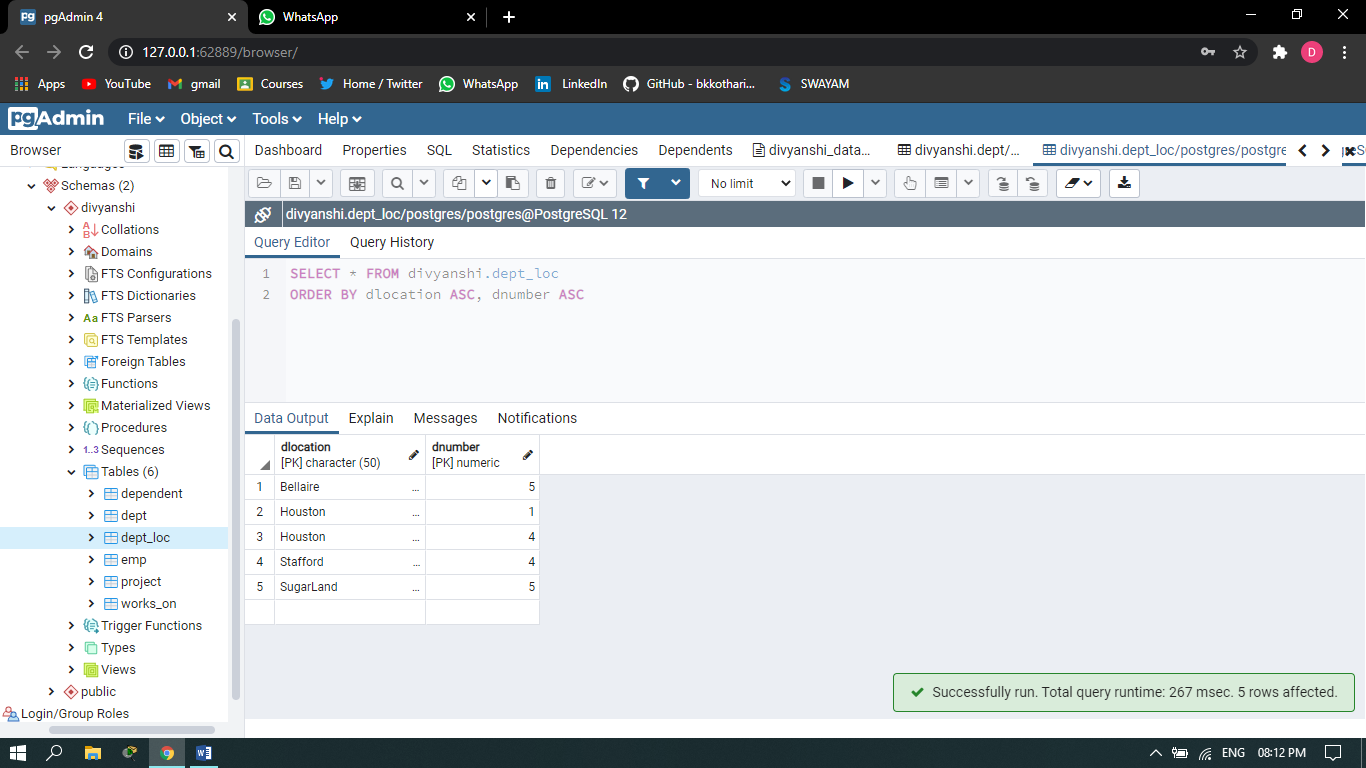 pgAdmin 4
WhatsApp
127.0.0.1:62889/browser/
D
Apps YouTube gmail Courses Home / Twitter WhatsApp LinkedIn GitHub - bkkothari... SWAYAM
pgAdmin File Object Tools Help
Browser
Dashboard Properties SQL Statistics Dependencies Dependents divyanshi_data... divyanshi.dept/... divyanshi.dept_loc/postgres/postgre
Languages
Schemas (2)
divyanshi
Collations
Domains
FTS Configurations
FTS Dictionaries
Aa FTS Parsers
FTS Templates
Foreign Tables
Functions
Materialized Views
Procedures
1..3 Sequences
Tables (6)
dependent
dept
dept_loc
emp
project
works_on
Trigger Functions
Types
Views
public
Login/Group Roles
No limit
divyanshi.dept_loc/postgres/postgres@PostgreSQL 12
Query Editor Query History
1 SELECT * FROM divyanshi.dept_loc
2 ORDER BY dlocation ASC, dnumber ASC
Data Output Explain Messages Notifications
dlocation dnumber
[PK] character (50) [PK] numeric
1 Bellaire ... 5
2 Houston ... 1
3 Houston ... 4
4 Stafford ... 4
5 SugarLand ... 5
Successfully run. Total query runtime: 267 msec. 5 rows affected.
ENG 08:12 PM